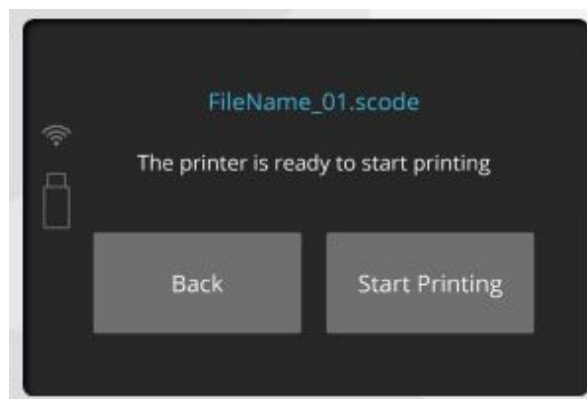 FileName_01.scode
The printer is ready to start printing
Back
Start Printing